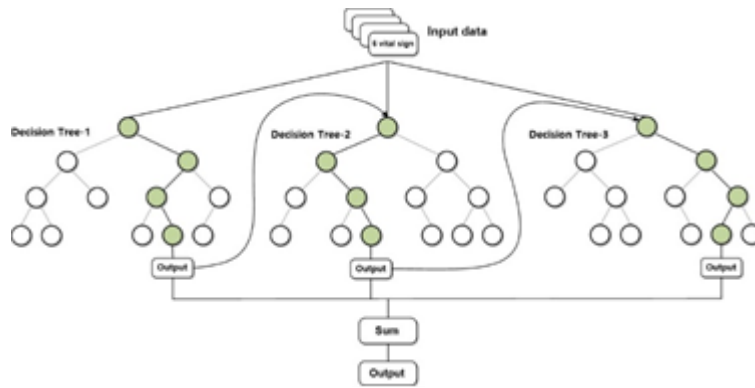 Input data
6 vital sign
Decision Tree-1
Decision Tree-2
Decision Tree-3
Output
Output
Output
Sum
Output